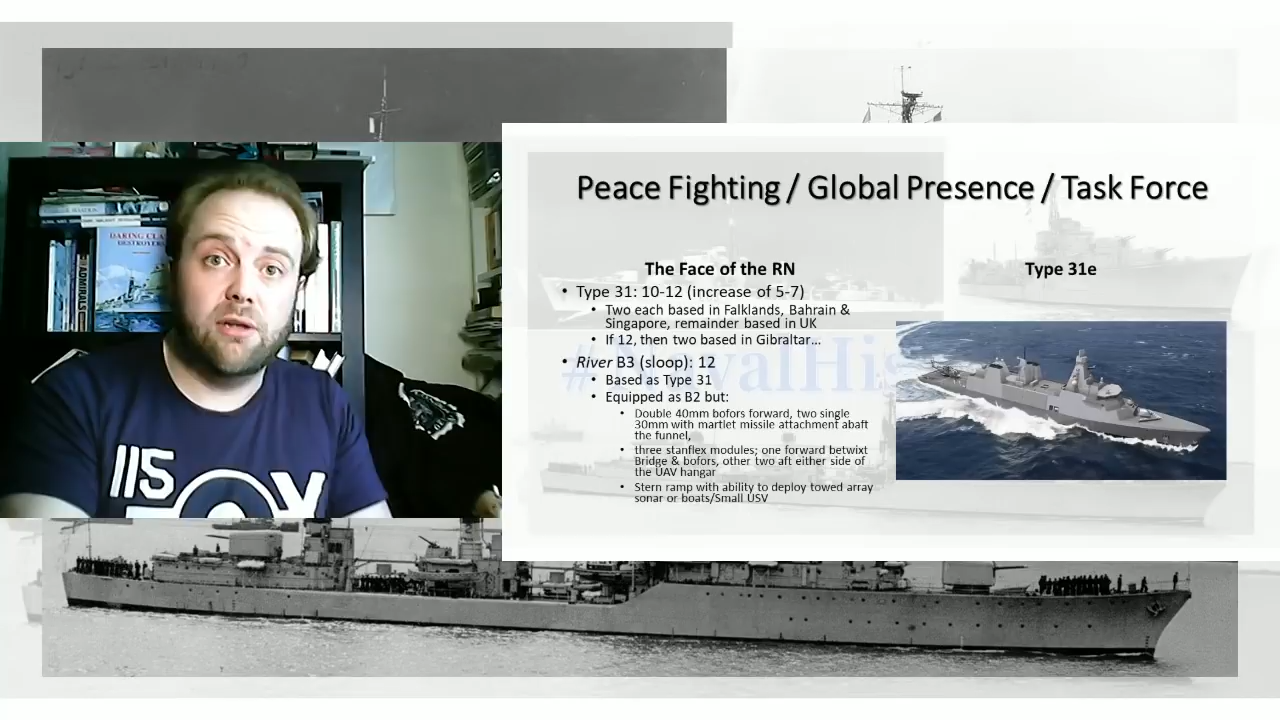 Peace Fighting / Global Presence / Task Force
The Face of the RN
• Type 31: 10-12 (increase of 5-7)
• Two each based in Falklands, Bahrain &
Singapore, remainder based in UK
• If 12, then two based in Gibraltar...
• River B3 (sloop): 12
• Based as Type 31
• Equipped as B2 but:
• Double 40mm bofors forward, two single
30mm with martlet missile attachment abaft
the funnel,
• three stanflex modules; one forward betwixt
Bridge & bofors, other two aft either side of
the UAV hangar
• Stern ramp with ability to deploy towed array
sonar or boats/Small USV
Type 31e
DARING CLASS
DESTROYERS
ADMIRALS
115